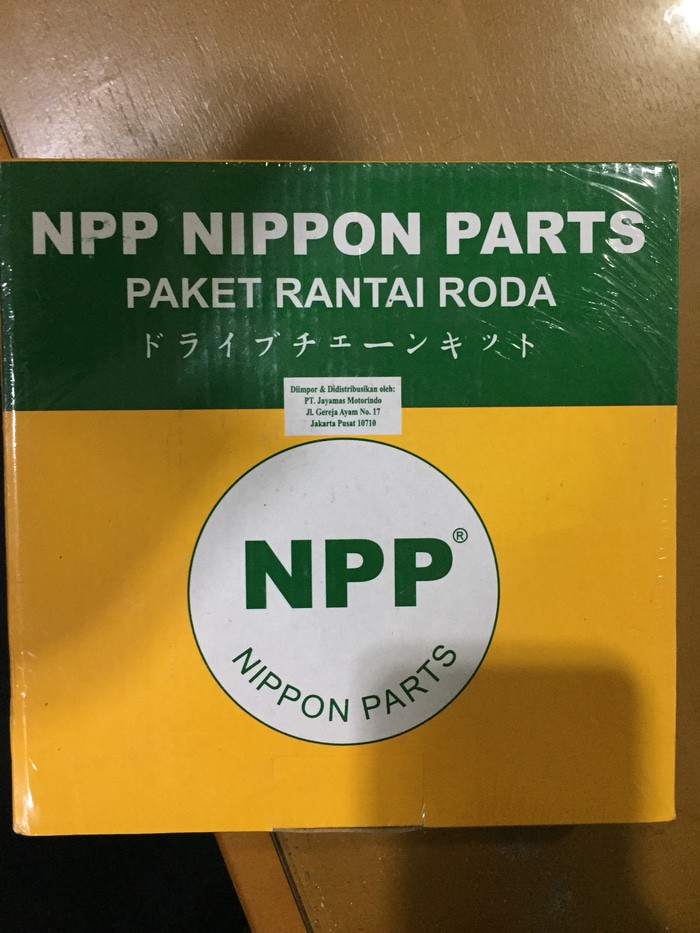 NPP NIPPON PARTS
PAKET RANTAI RODA
ドライブチェーンキット
Diimpor & Didistribusikan oleh:
PT. Jayamas Motorindo
Jl. Gereja Ayam No. 17
Jakarta Pusat 10710
NPP®
NIPPON PARTS